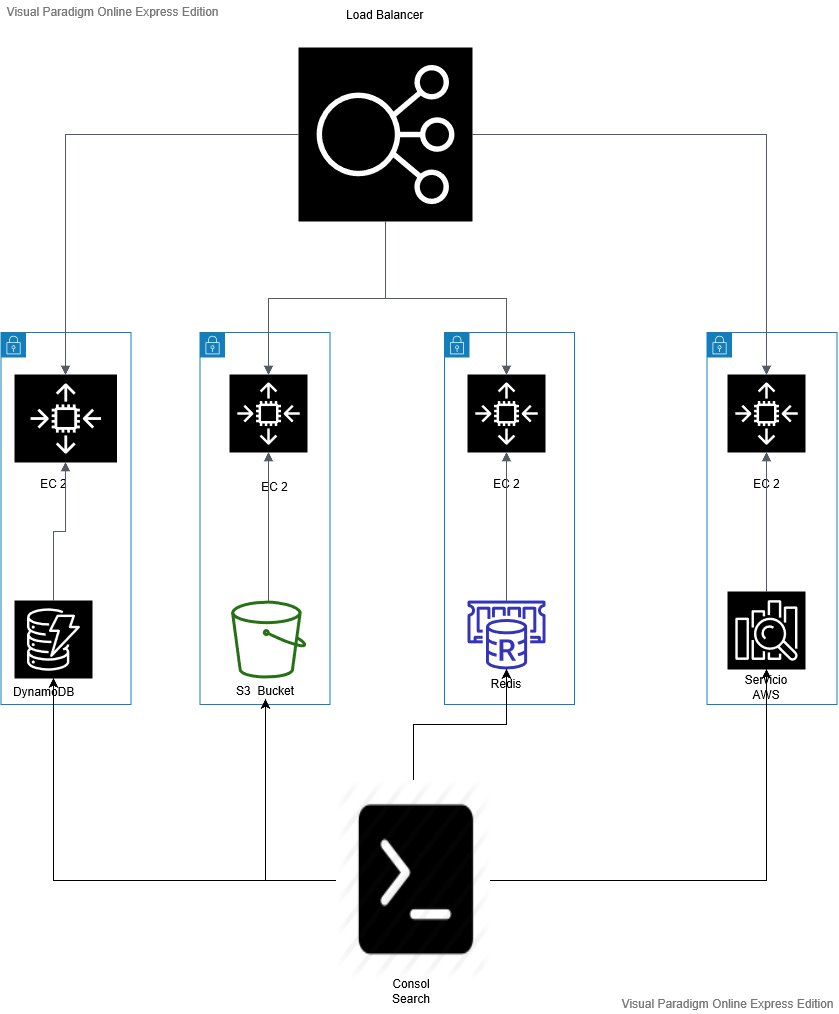 Visual Paradigm Online Express Edition
Load Balancer
EC 2
EC 2
EC 2
EC 2
DynamoDB
S3 Bucket
R
Redis
Servicio
AWS
Consol
Search
Visual Paradigm Online Express Edition